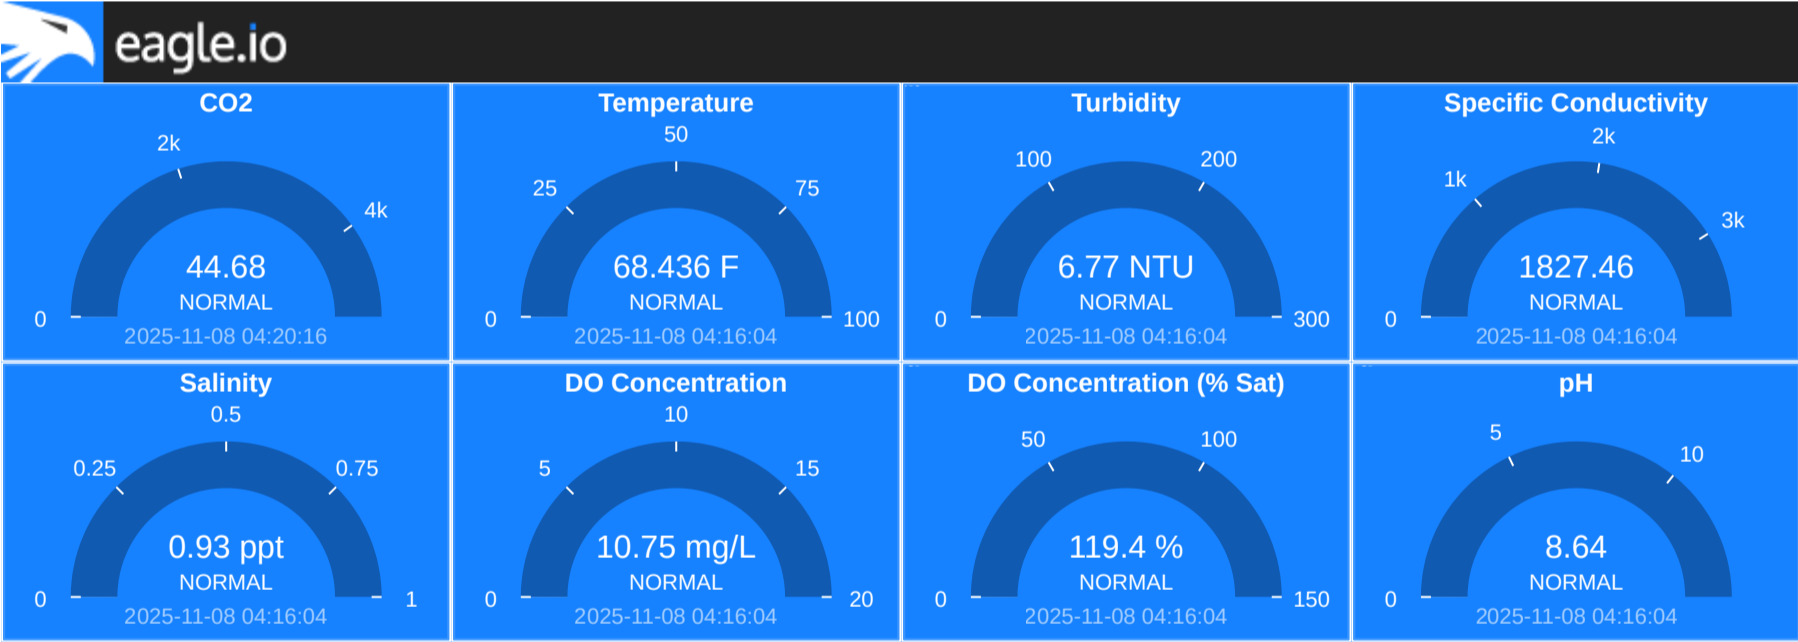 eagle.io
CO2
2k
4k
44.68
NORMAL
0
2025-11-08 04:20:16
Temperature
50
25
75
68.436 F
NORMAL
0
100
2025-11-08 04:16:04
Turbidity
100
200
6.77 NTU
NORMAL
0
300
2025-11-08 04:16:04
Specific Conductivity
2k
1k
3k
1827.46
NORMAL
0
2025-11-08 04:16:04
Salinity
0.5
0.25
0.75
0.93 ppt
NORMAL
0
1
2025-11-08 04:16:04
DO Concentration
10
5
15
10.75 mg/L
NORMAL
0
20
2025-11-08 04:16:04
DO Concentration (% Sat)
50
100
119.4 %
NORMAL
0
150
2025-11-08 04:16:04
pH
5
10
8.64
NORMAL
0
2025-11-08 04:16:04